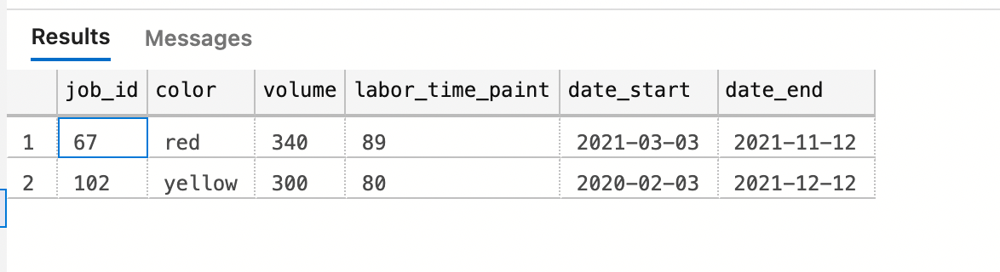 Results Messages
job_id color volume labor_time_paint date_start date_end
1 67 red 340 89 2021-03-03 2021-11-12
2 102 yellow 300 80 2020-02-03 2021-12-12